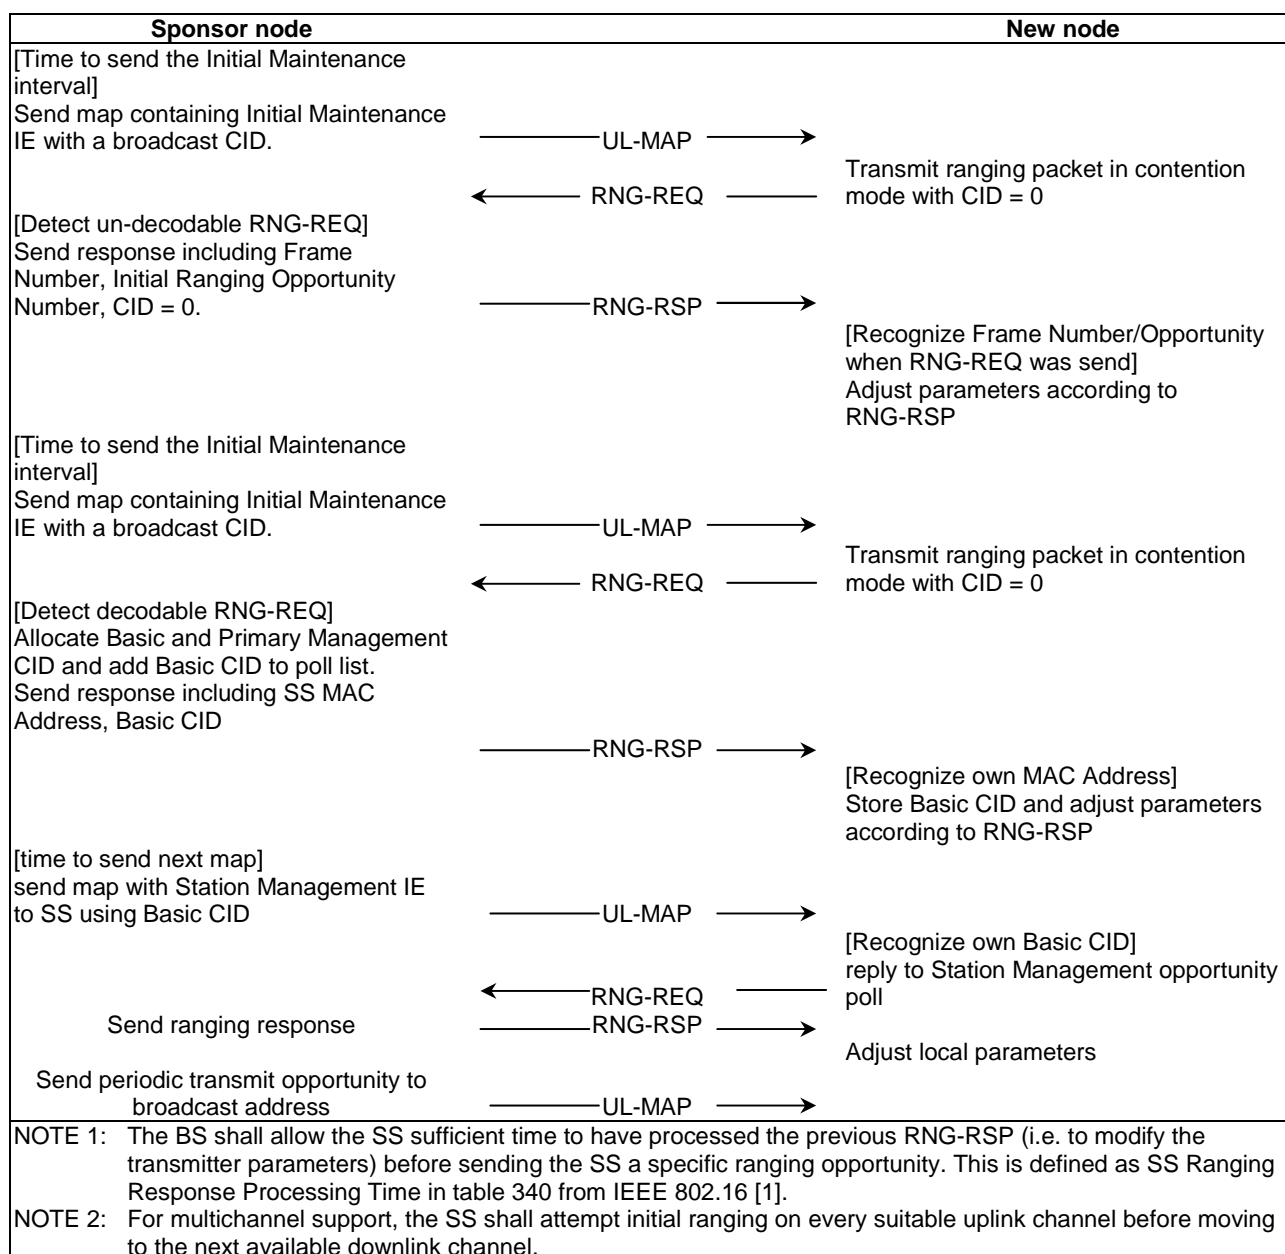 Sponsor node New node
[Time to send the Initial Maintenance
interval]
Send map containing Initial Maintenance
IE with a broadcast CID.
UL-MAP
Transmit ranging packet in contention
mode with CID = 0
RNG-REQ
[Detect un-decodable RNG-REQ]
Send response including Frame
Number, Initial Ranging Opportunity
Number, CID = 0.
RNG-RSP
[Recognize Frame Number/Opportunity
when RNG-REQ was send]
Adjust parameters according to
RNG-RSP
[Time to send the Initial Maintenance
interval]
Send map containing Initial Maintenance
IE with a broadcast CID.
UL-MAP
Transmit ranging packet in contention
mode with CID = 0
RNG-REQ
[Detect decodable RNG-REQ]
Allocate Basic and Primary Management
CID and add Basic CID to poll list.
Send response including SS MAC
Address, Basic CID
RNG-RSP
[Recognize own MAC Address]
Store Basic CID and adjust parameters
according to RNG-RSP
[time to send next map]
send map with Station Management IE
to SS using Basic CID
UL-MAP
[Recognize own Basic CID]
reply to Station Management opportunity
poll
RNG-REQ
Send ranging response
RNG-RSP
Adjust local parameters
Send periodic transmit opportunity to
broadcast address
UL-MAP
NOTE 1: The BS shall allow the SS sufficient time to have processed the previous RNG-RSP (i.e. to modify the
transmitter parameters) before sending the SS a specific ranging opportunity. This is defined as SS Ranging
Response Processing Time in table 340 from IEEE 802.16 [1].
NOTE 2: For multichannel support, the SS shall attempt initial ranging on every suitable uplink channel before moving
to the next available downlink channel.